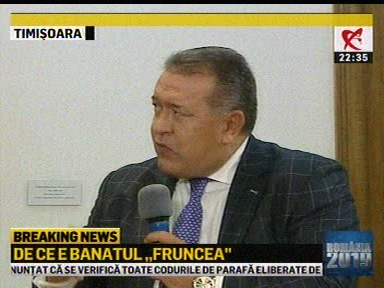 TIMIȘOARA
22:35
BREAKING NEWS
DE CE E BANATUL „FRUNCEA"
ROMÂNIA 2019
NUNȚAT CĂ SE VERIFICĂ TOATE CODURILE DE PARAFĂ ELIBERATE DE